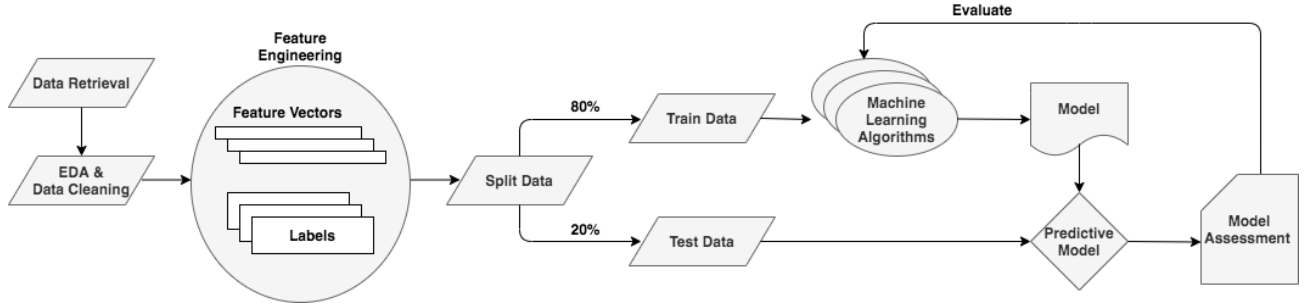 Data Retrieval
EDA &
Data Cleaning
Feature
Engineering
Feature Vectors
Labels
Split Data
80%
20%
Train Data
Test Data
Evaluate
Machine
Learning
Algorithms
Model
Predictive
Model
Model
Assessment